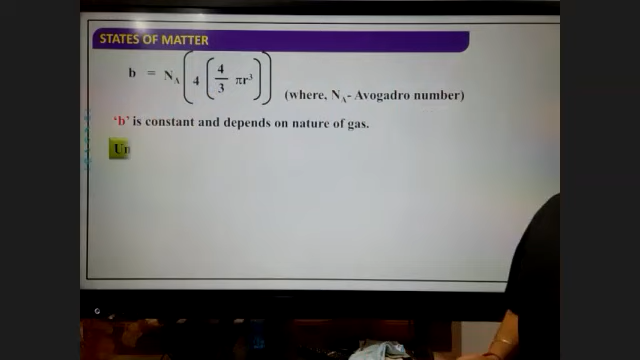 STATES OF MATTER
b = N_A ( 4 ( 4/3 πr³ ) )
(where, N_A- Avogadro number)
‘b’ is constant and depends on nature of gas.
Un